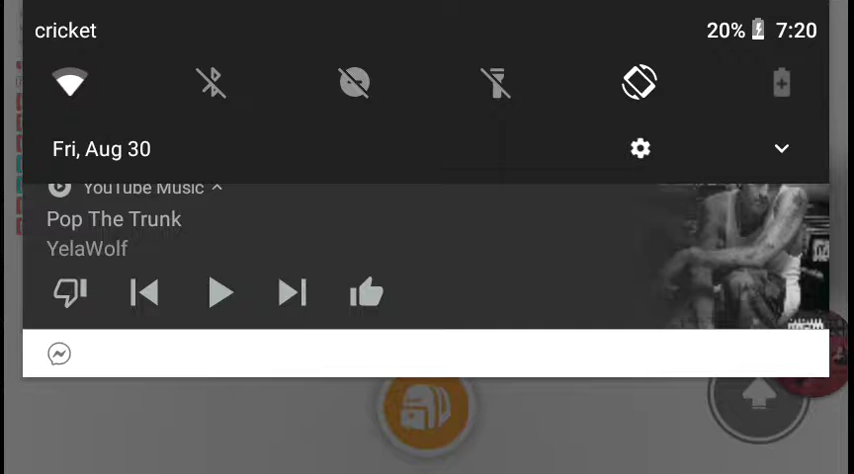 cricket
20% 7:20
Fri, Aug 30
YouTube Music
Pop The Trunk
YelaWolf